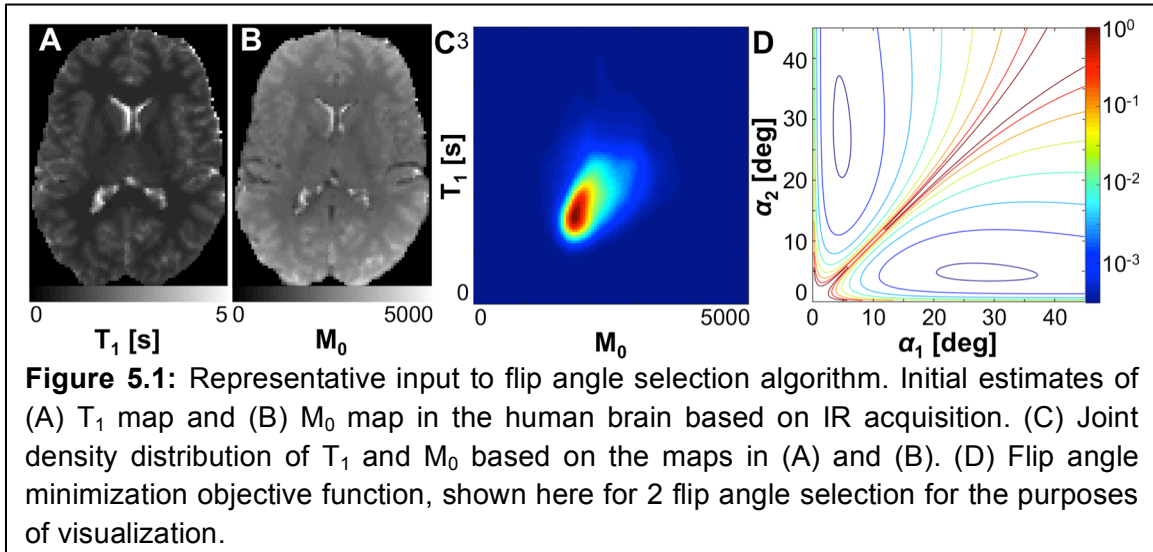 A
B
C
D
3
T₁ [s]
0
0
5
T₁ [s]
0
5000
M₀
0
5000
M₀
40
30
20
10
0
α₂ [deg]
0
10
20
30
40
α₁ [deg]
10⁰
10⁻¹
10⁻²
10⁻³
Figure 5.1: Representative input to flip angle selection algorithm. Initial estimates of
(A) T₁ map and (B) M₀ map in the human brain based on IR acquisition. (C) Joint
density distribution of T₁ and M₀ based on the maps in (A) and (B). (D) Flip angle
minimization objective function, shown here for 2 flip angle selection for the purposes
of visualization.